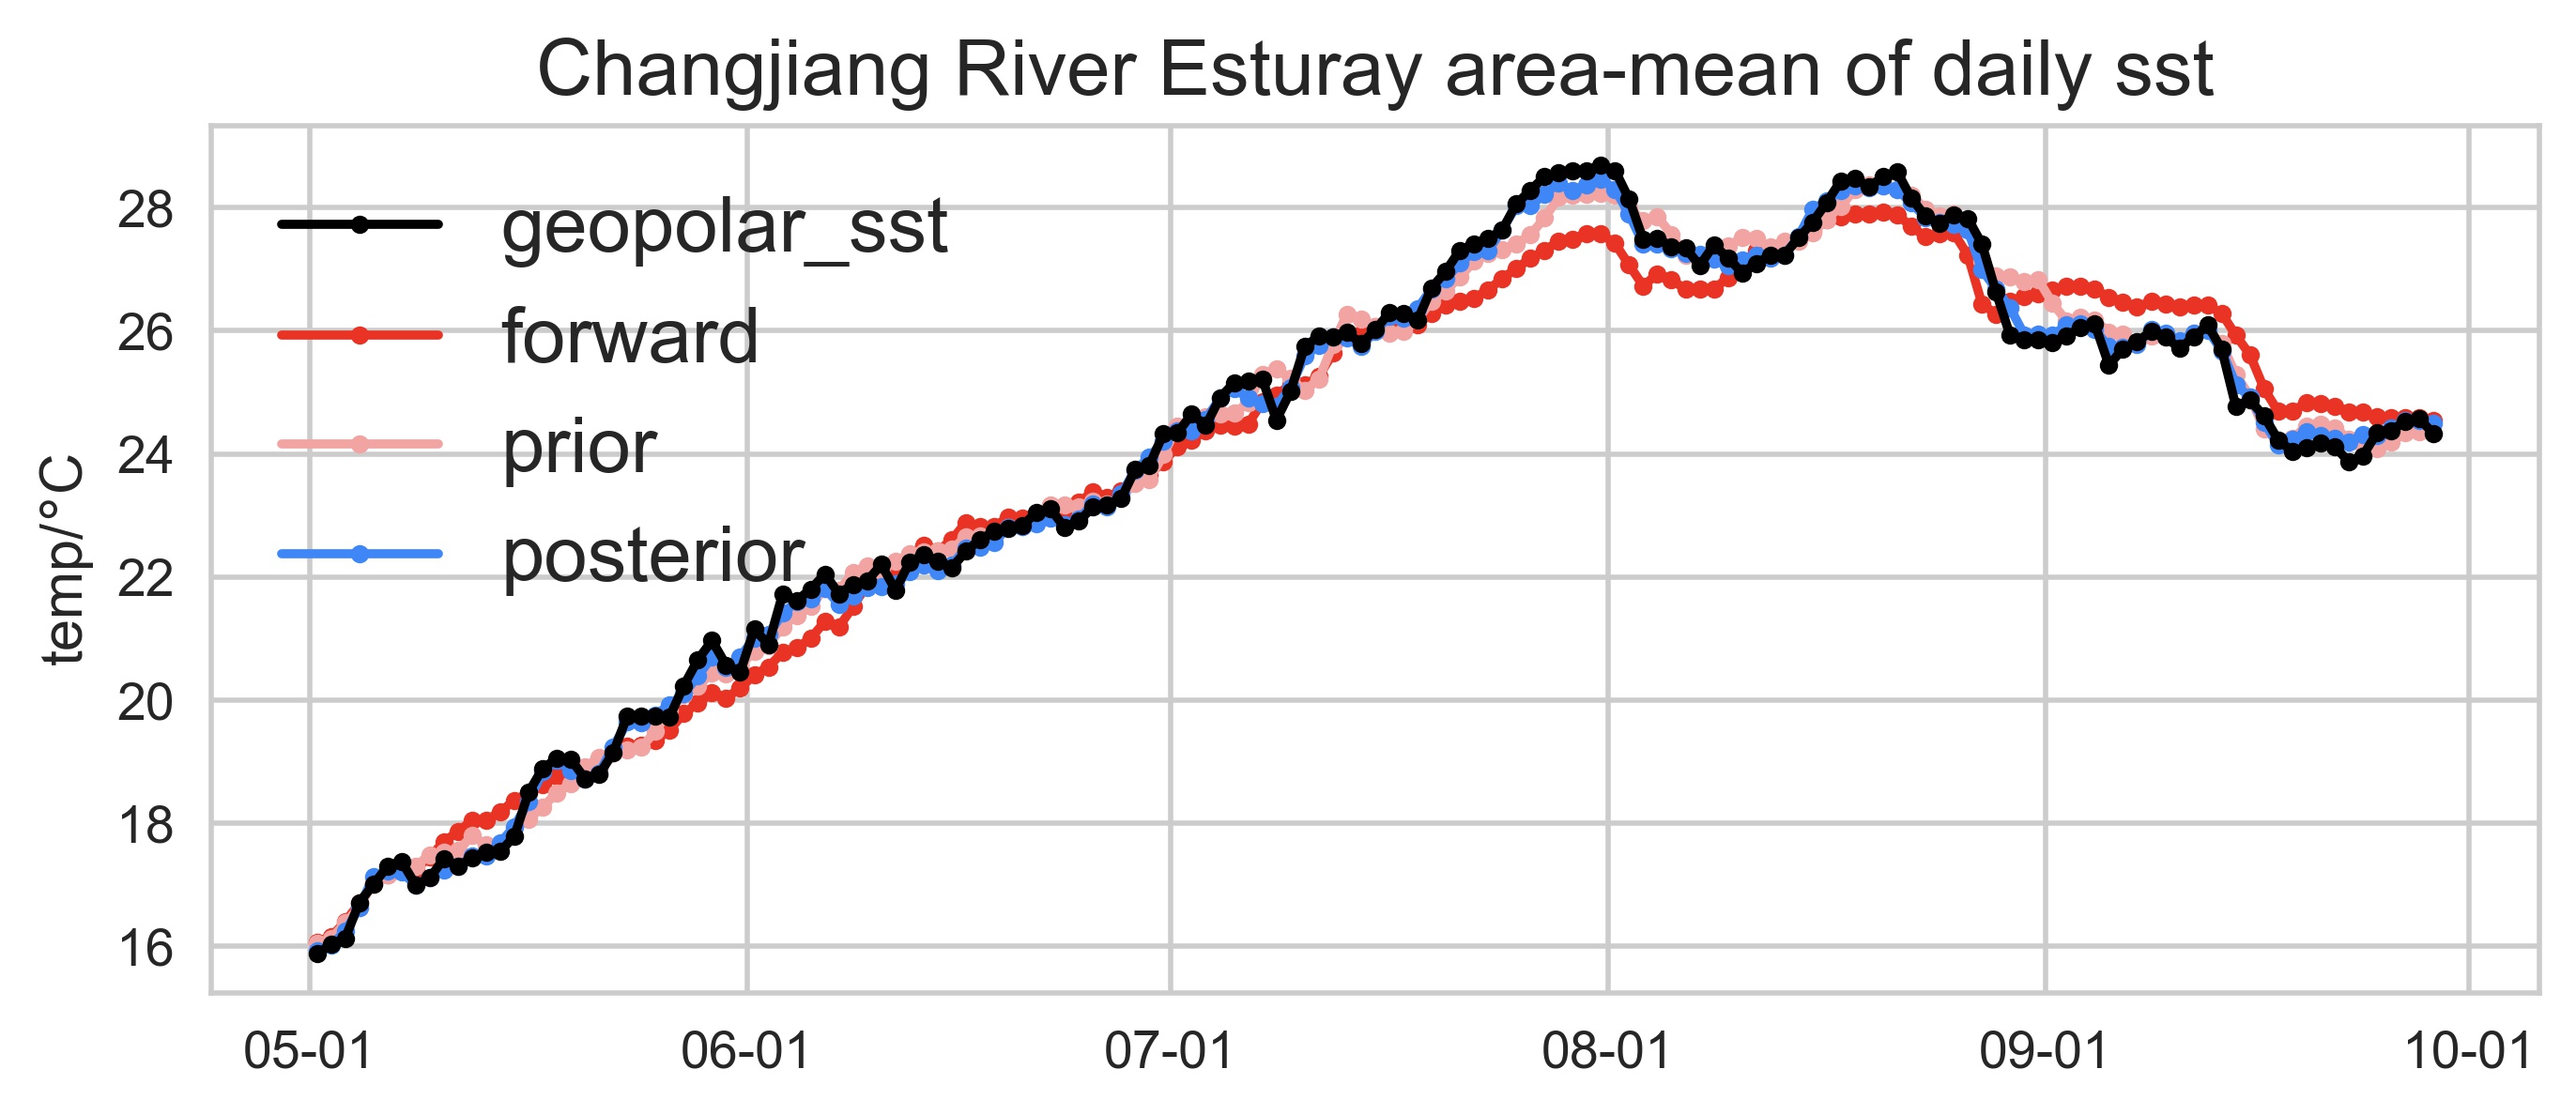 Changjiang River Esturay area-mean of daily sst
geopolar_sst
forward
prior
posterior
temp/°C
28
26
24
22
20
18
16
05-01
06-01
07-01
08-01
09-01
10-01